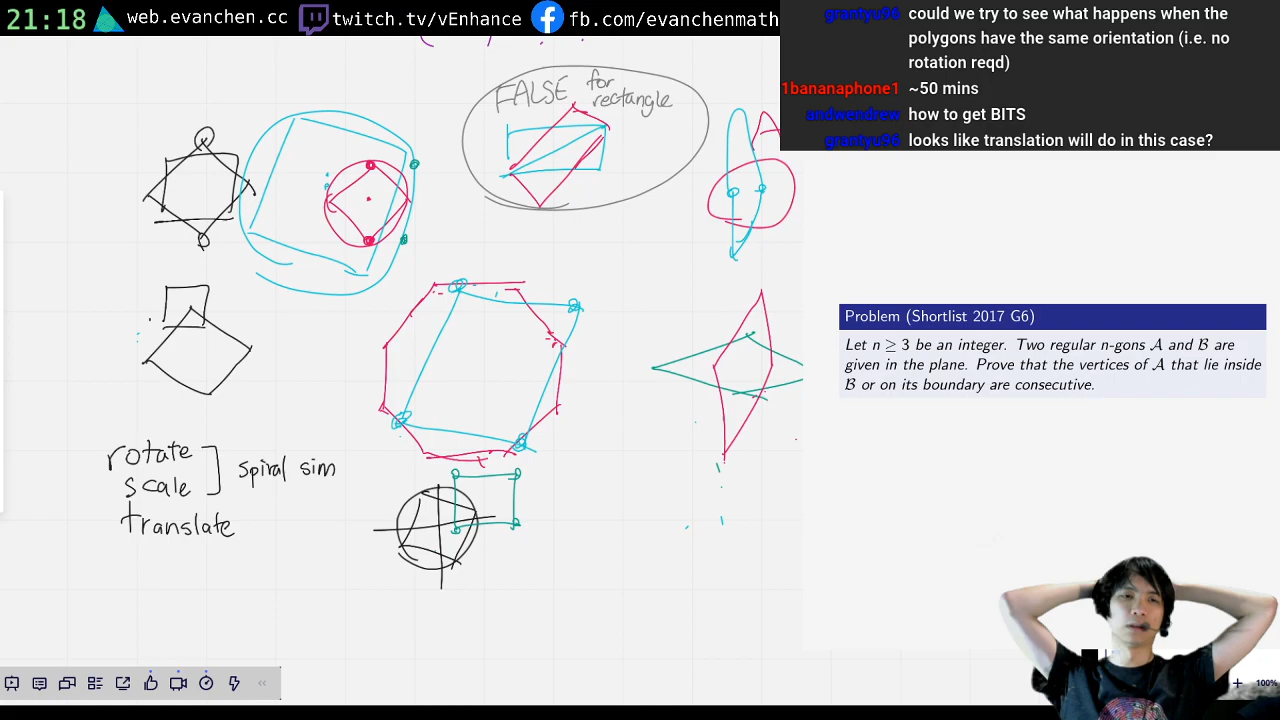 21:18 web.evanchen.cc twitch.tv/vEnhance fb.com/evanchenmath
grantyu96 could we try to see what happens when the
polygons have the same orientation (i.e. no
rotation reqd)
1bananaphone1 ~50 mins
andwendrew how to get BITS
grantyu96 looks like translation will do in this case?
FALSE for
rectangle
Problem (Shortlist 2017 G6)
Let n ≥ 3 be an integer. Two regular n-gons 𝒜 and ℬ are
given in the plane. Prove that the vertices of 𝒜 that lie inside
ℬ or on its boundary are consecutive.
rotate
scale
spiral sim
translate
100%